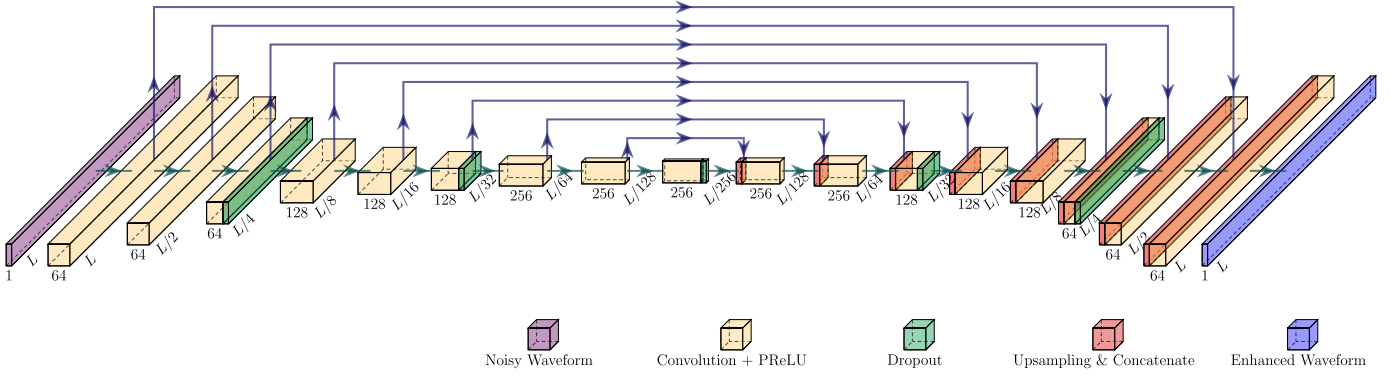 1 L
64 L
64 L/2
64 L/4
128 L/8
128 L/16
128 L/32
256 L/64
256 L/128
256 L/256
256 L/128
256 L/64
128 L/32
128 L/16
128 L/8
64 L/4
64 L/2
64 L
1 L
Noisy Waveform
Convolution + PReLU
Dropout
Upsampling & Concatenate
Enhanced Waveform